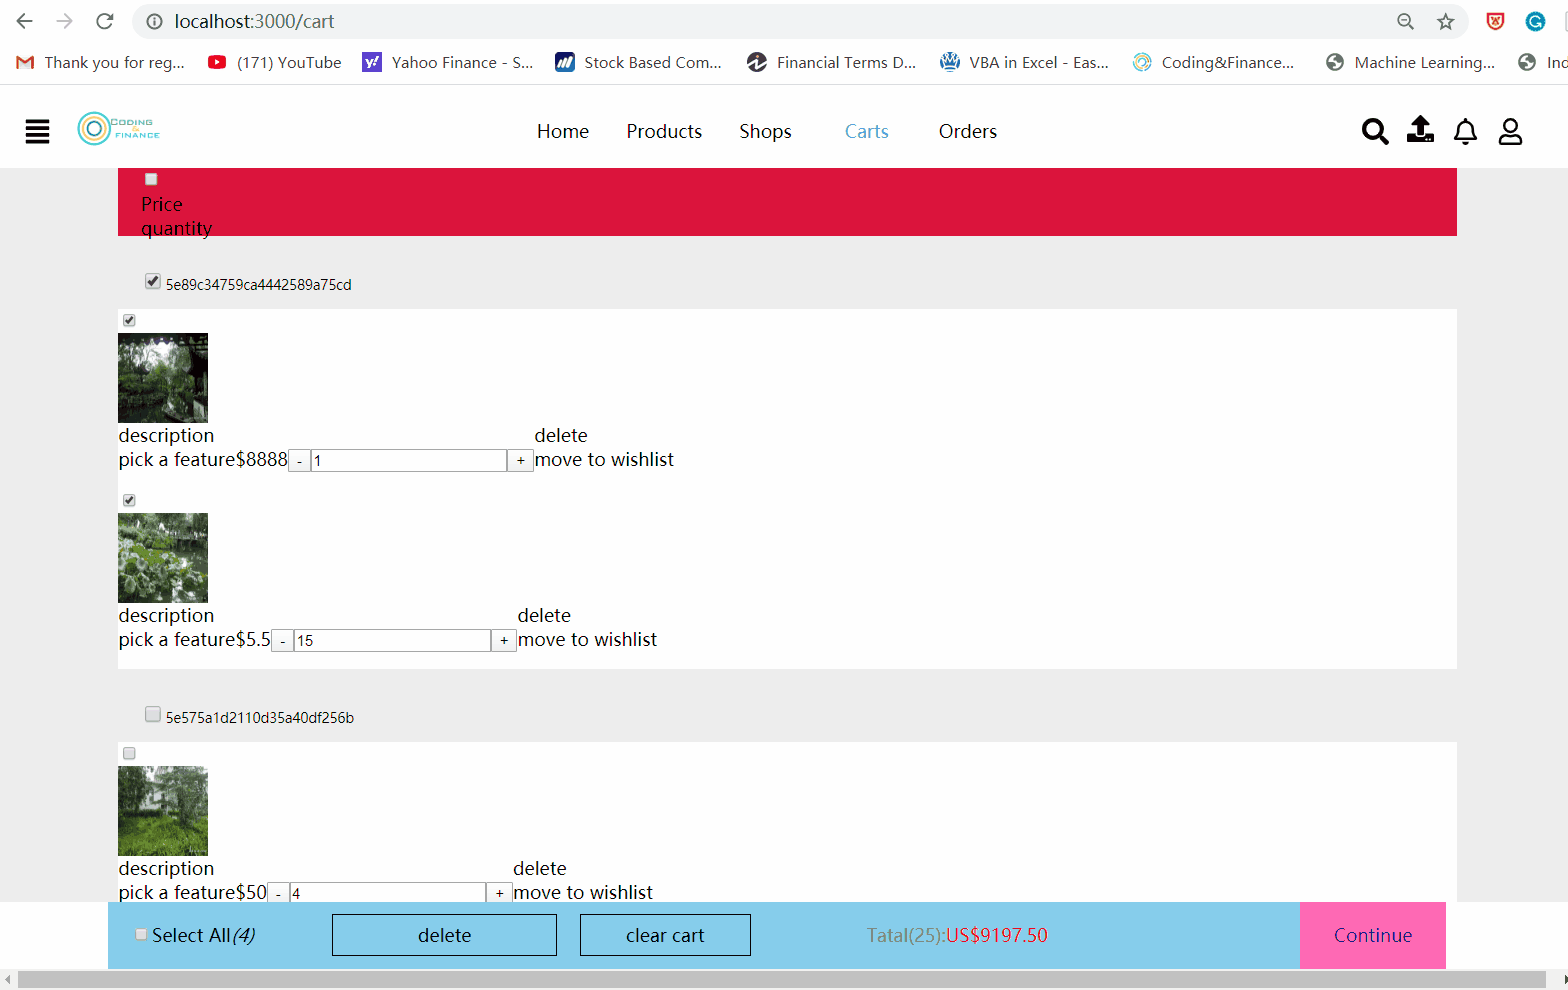 localhost:3000/cart
Thank you for reg... (171) YouTube Yahoo Finance - S... Stock Based Com... Financial Terms D... VBA in Excel - Eas... Coding&Finance... Machine Learning... Ind
CODING & FINANCE Home Products Shops Carts Orders
Price
quantity
5e89c34759ca4442589a75cd
description delete
pick a feature$8888 - 1 + move to wishlist
description delete
pick a feature$5.5 - 15 + move to wishlist
5e575a1d2110d35a40df256b
description delete
pick a feature$50 - 4 + move to wishlist
Select All(4) delete clear cart Tatal(25):US$9197.50 Continue